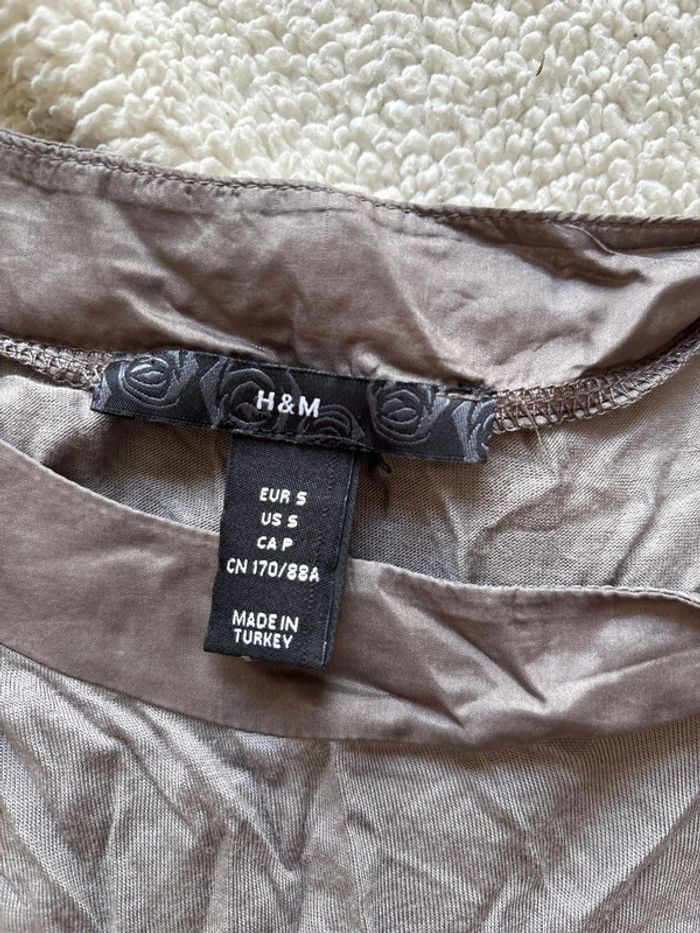 H&M
EUR S
US S
CA P
CN 170/88A
MADE IN
TURKEY